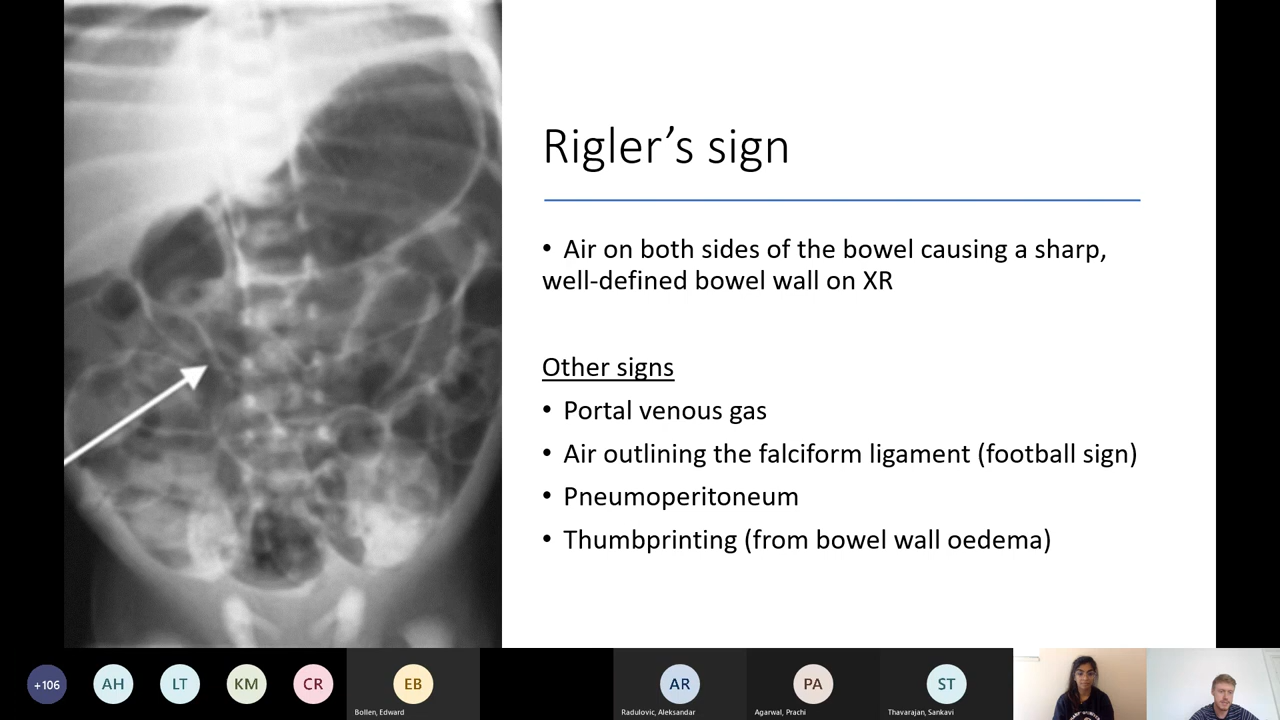 Rigler’s sign
• Air on both sides of the bowel causing a sharp,
well-defined bowel wall on XR
Other signs
• Portal venous gas
• Air outlining the falciform ligament (football sign)
• Pneumoperitoneum
• Thumbprinting (from bowel wall oedema)
+106
AH
LT
KM
CR
EB
AR
PA
ST
Bollen, Edward
Radulovic, Aleksandar
Agarwal, Prachi
Thavarajan, Sankavi